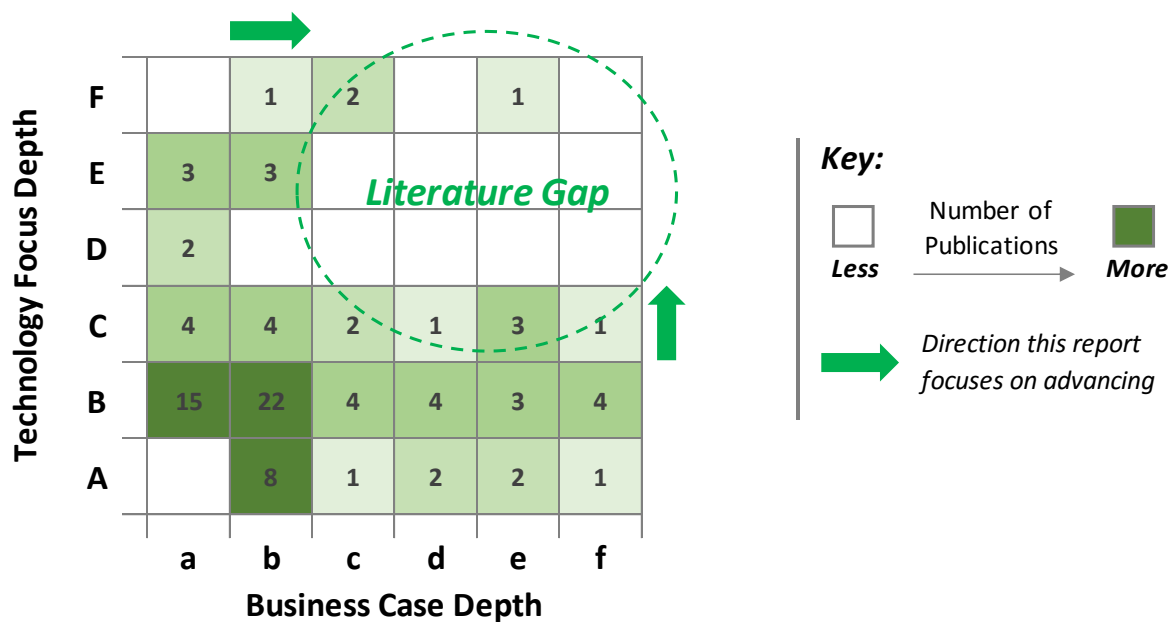 Technology Focus Depth
F
1
2
1
E
3
3
Literature Gap
D
2
C
4
4
2
1
3
1
B
15
22
4
4
3
4
A
8
1
2
2
1
a
b
c
d
e
f
Business Case Depth
Key:
Number of
Publications
Less
More
Direction this report
focuses on advancing